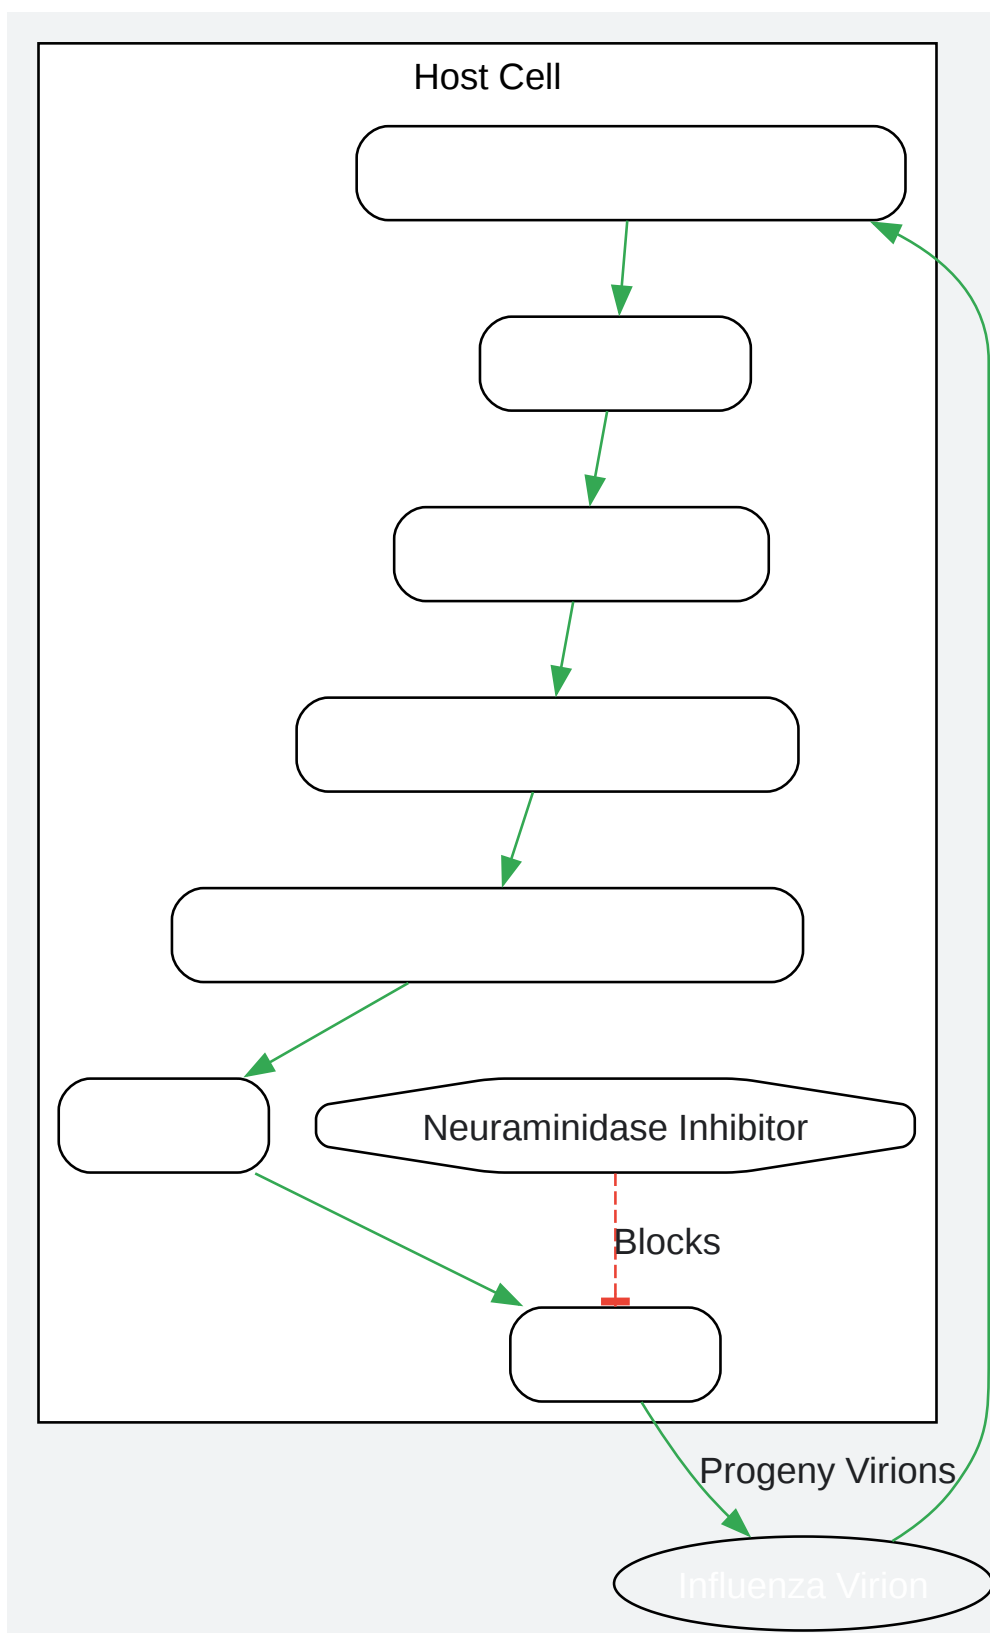 Host Cell
Neuraminidase Inhibitor
Blocks
Progeny Virions
Influenza Virion